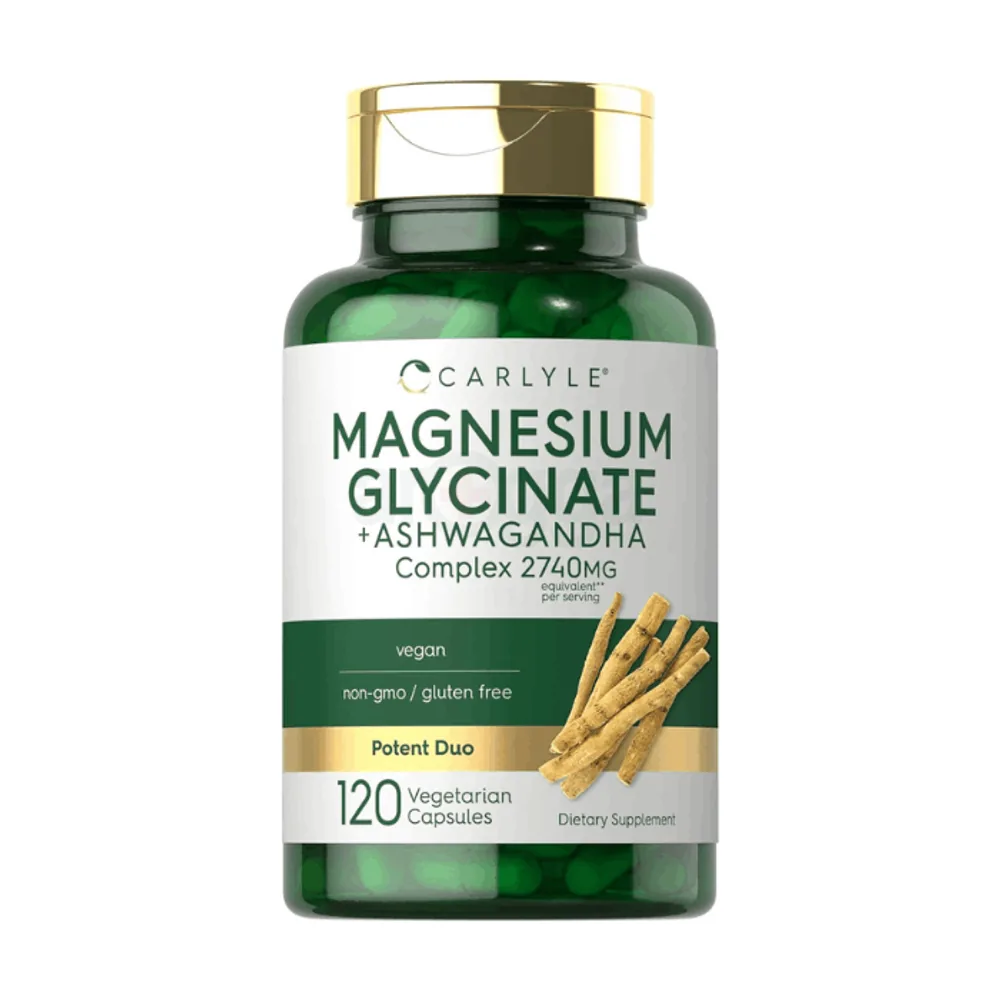 CARLYLE®
MAGNESIUM
GLYCINATE
+ASHWAGANDHA
Complex 2740MG
equivalent**
per serving
vegan
non-gmo / gluten free
Potent Duo
120 Vegetarian
Capsules
Dietary Supplement